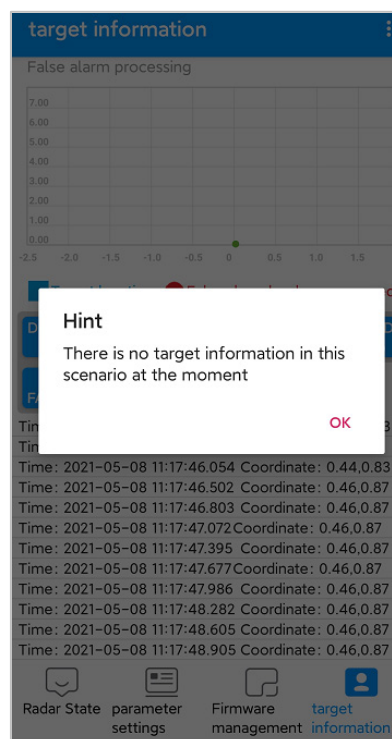 target information
False alarm processing
7.00
6.00
5.00
4.00
3.00
2.00
1.00
0.00
-2.5 -2.0 -1.5 -1.0 -0.5 0 0.5 1.0 1.5
Hint
There is no target information in this
scenario at the moment
OK
Time: 2021-05-08 11:17:46.054 Coordinate: 0.44,0.83
Time: 2021-05-08 11:17:46.502 Coordinate: 0.46,0.87
Time: 2021-05-08 11:17:46.803 Coordinate: 0.46,0.87
Time: 2021-05-08 11:17:47.072 Coordinate: 0.46,0.87
Time: 2021-05-08 11:17:47.395 Coordinate: 0.46,0.87
Time: 2021-05-08 11:17:47.677 Coordinate: 0.46,0.87
Time: 2021-05-08 11:17:47.986 Coordinate: 0.46,0.87
Time: 2021-05-08 11:17:48.282 Coordinate: 0.46,0.87
Time: 2021-05-08 11:17:48.605 Coordinate: 0.46,0.87
Time: 2021-05-08 11:17:48.905 Coordinate: 0.46,0.87
Radar State parameter settings Firmware management target information